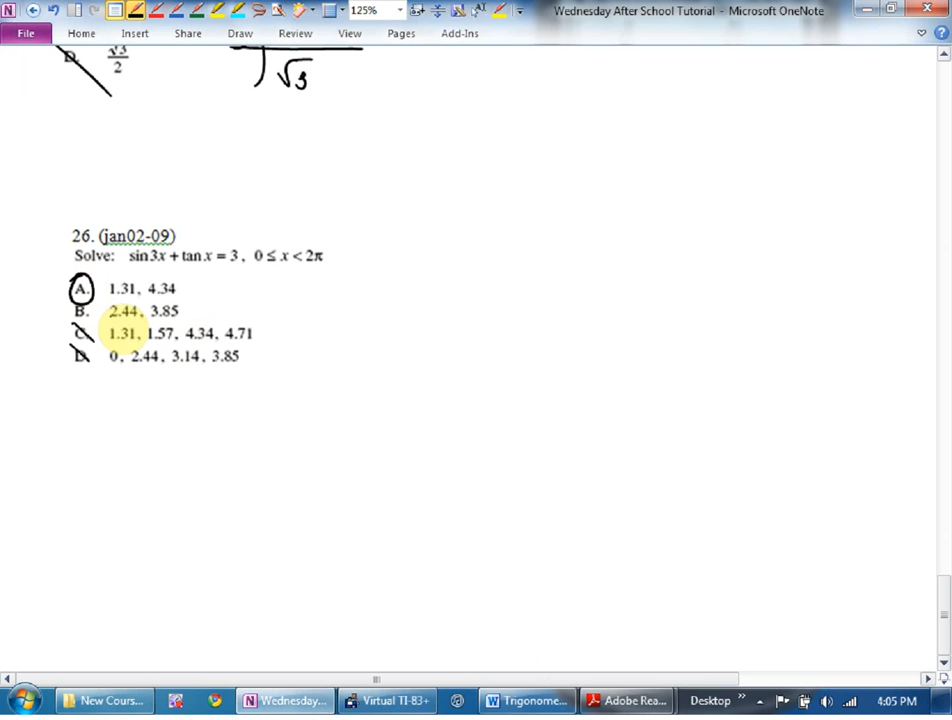 Wednesday After School Tutorial - Microsoft OneNote
125%
File Home Insert Share Draw Review View Pages Add-Ins
D. √3
2
√3
26. (jan02-09)
Solve: sin3x + tan x = 3, 0 ≤ x < 2π
A. 1.31, 4.34
B. 2.44, 3.85
C. 1.31, 1.57, 4.34, 4.71
D. 0, 2.44, 3.14, 3.85
New Cour... Wednesday... Virtual TI-83+ Trigonome... Adobe Rea... Desktop » 4:05 PM